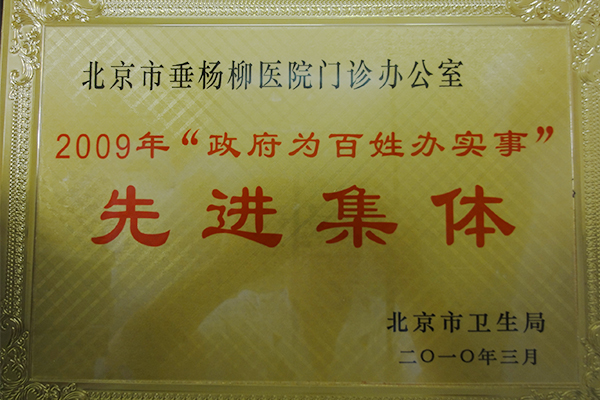 北京市垂杨柳医院门诊办公室
2009年“政府为百姓办实事”
先进集体
北京市卫生局
二〇一〇年三月